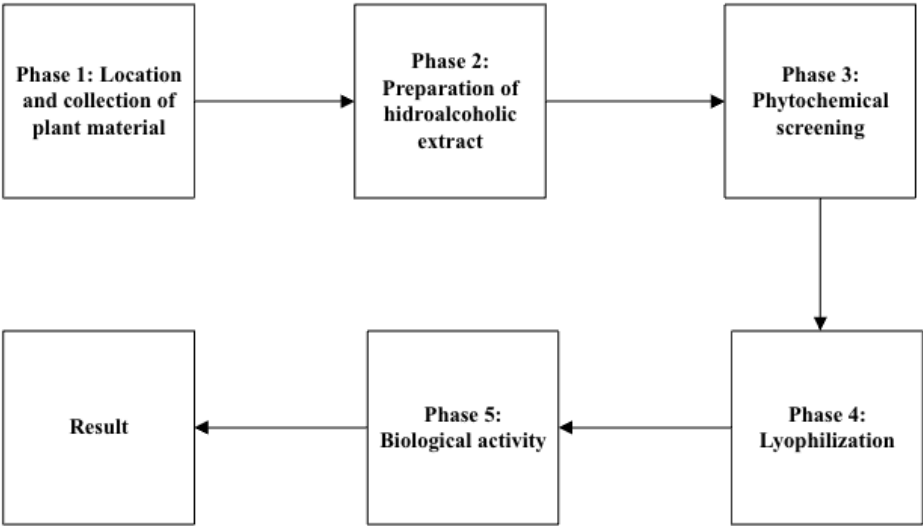 Phase 1: Location
and collection of
plant material
Phase 2:
Preparation of
hidroalcoholic
extract
Phase 3:
Phytochemical
screening
Phase 4:
Lyophilization
Phase 5:
Biological activity
Result